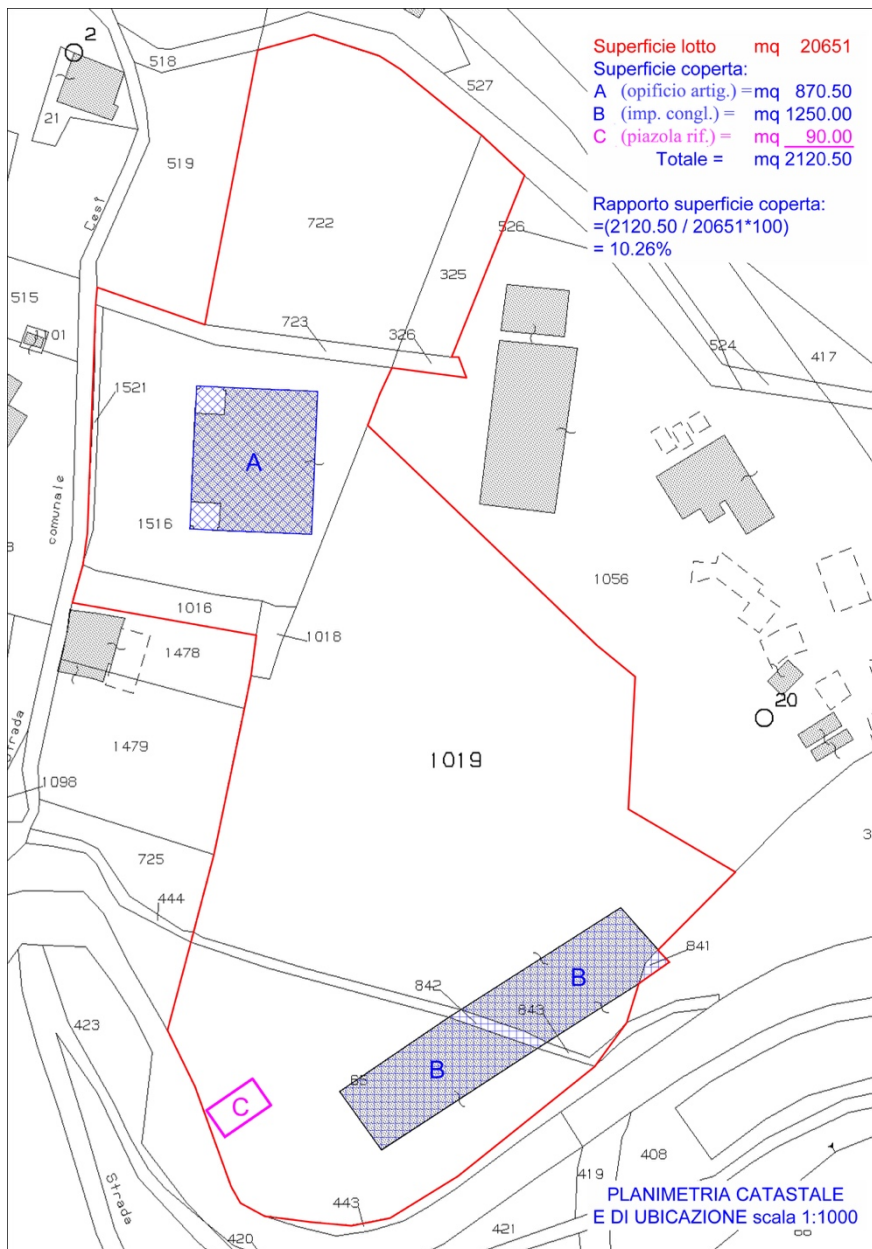 2
518
527
21
519
722
Superficie lotto mq 20651
Superficie coperta:
A (opificio artig.) = mq 870.50
B (imp. congl.) = mq 1250.00
C (piazola rif.) = mq 90.00
Totale = mq 2120.50
Rapporto superficie coperta:
=(2120.50 / 20651*100)
= 10.26%
Cest
526
325
515
723
326
524
417
1521
A
comunale
1516
1056
1016
1478
1018
20
Strada
1479
1019
1098
725
444
841
842
B
843
423
B
C
Strada
443
419
408
420
421
PLANIMETRIA CATASTALE
E DI UBICAZIONE scala 1:1000